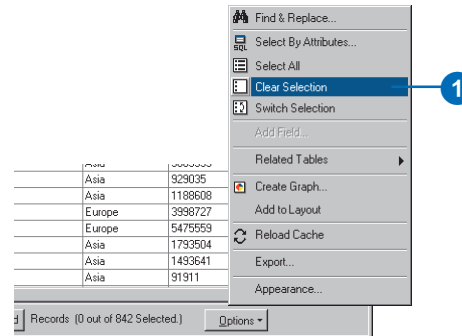 Find & Replace...
SQL
Select By Attributes...
Select All
Clear Selection
1
Switch Selection
Add Field...
Related Tables
Create Graph...
Add to Layout
Reload Cache
Export...
Appearance...
Asia 929035
Asia 1188608
Europe 3998727
Europe 5475559
Asia 1793504
Asia 1493641
Asia 91911
Records (0 out of 842 Selected.) Options